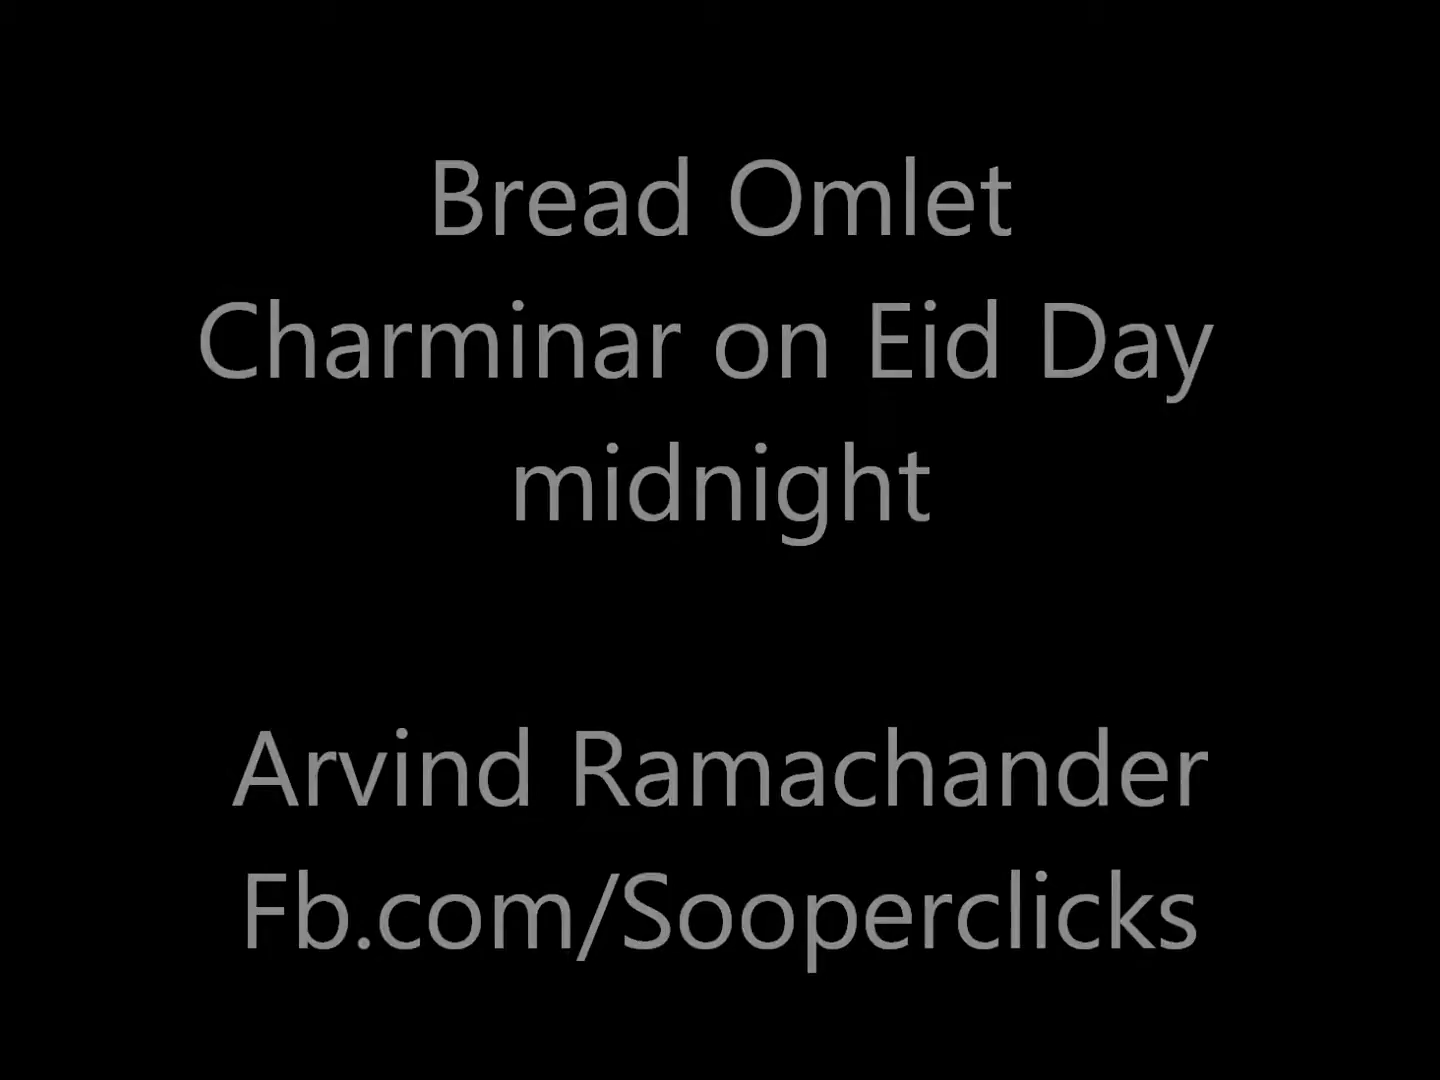 Bread Omlet
Charminar on Eid Day
midnight
Arvind Ramachander
Fb.com/Sooperclicks